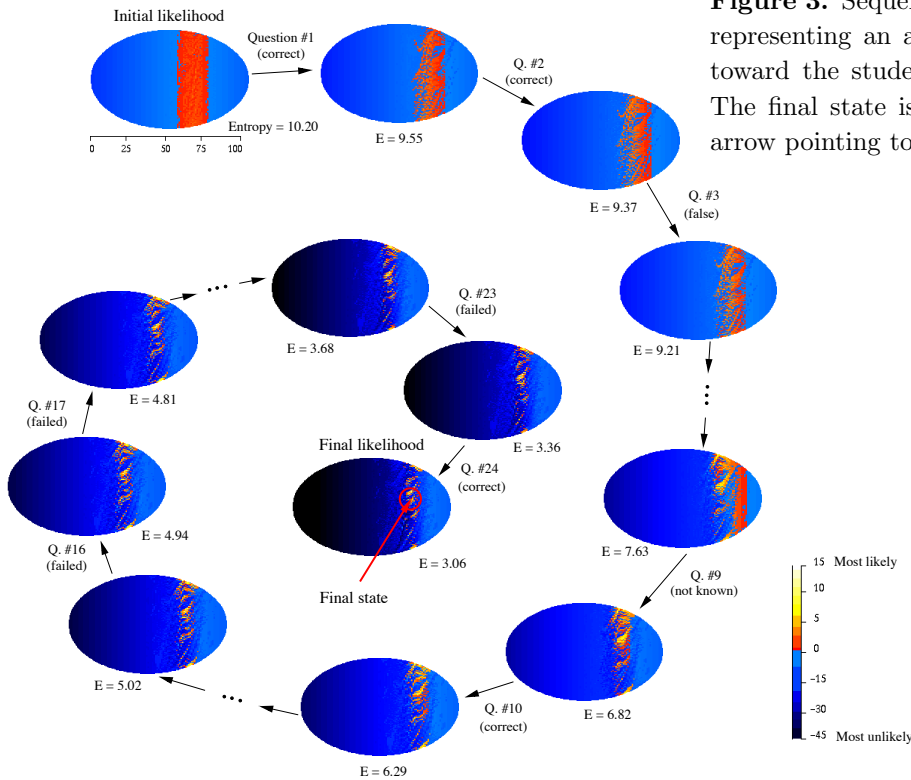 Figure 3. Sequen
representing an a
toward the stude
The final state is
arrow pointing to
Initial likelihood
Entropy = 10.20
0 25 50 75 100
Question #1
(correct)
E = 9.55
Q. #2
(correct)
E = 9.37
Q. #3
(false)
E = 9.21
E = 7.63
Q. #9
(not known)
E = 6.82
Q. #10
(correct)
E = 6.29
E = 5.02
Q. #16
(failed)
E = 4.94
Q. #17
(failed)
E = 4.81
E = 3.68
Q. #23
(failed)
E = 3.36
Q. #24
(correct)
Final likelihood
E = 3.06
Final state
15 Most likely
10
5
0
−15
−30
−45 Most unlikely